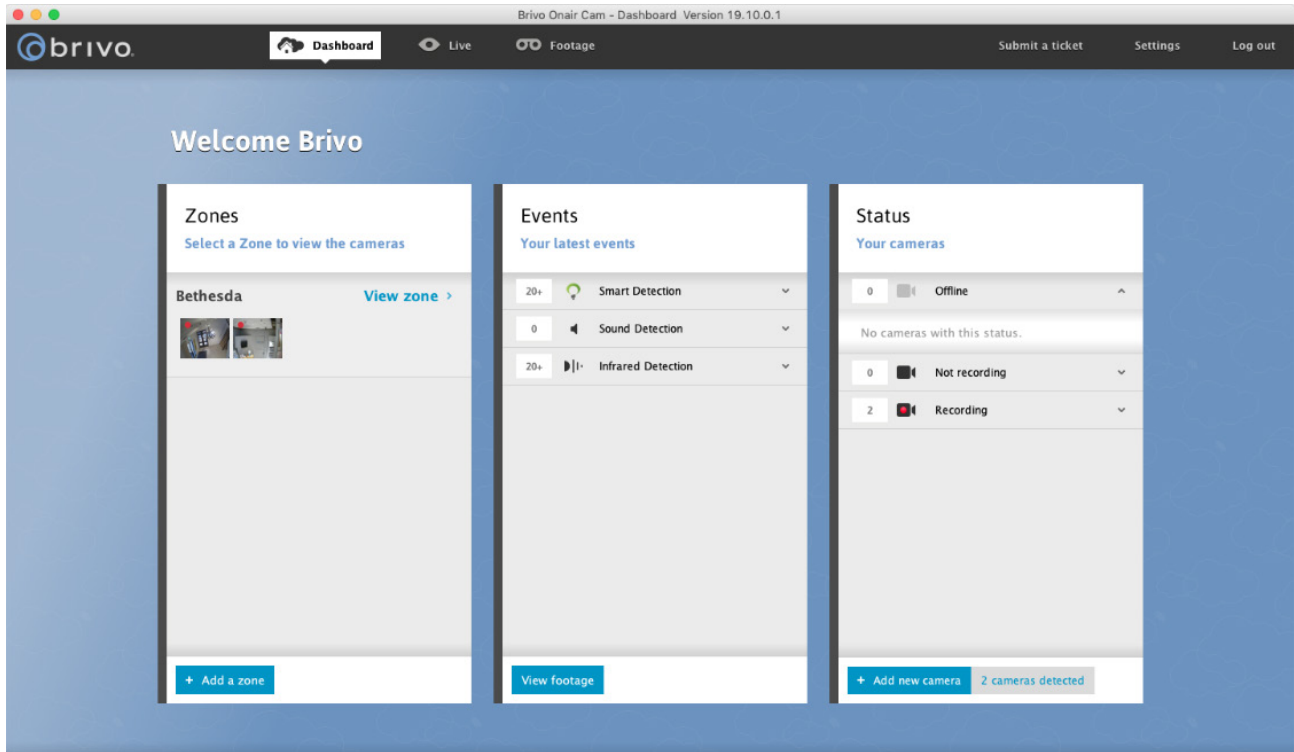 Brivo Onair Cam - Dashboard Version 19.10.0.1
brivo.
Dashboard
Live
Footage
Submit a ticket
Settings
Log out
Welcome Brivo
Zones
Select a Zone to view the cameras
Bethesda
View zone >
+ Add a zone
Events
Your latest events
20+ Smart Detection
0 Sound Detection
20+ Infrared Detection
View footage
Status
Your cameras
0 Offline
No cameras with this status.
0 Not recording
2 Recording
+ Add new camera
2 cameras detected